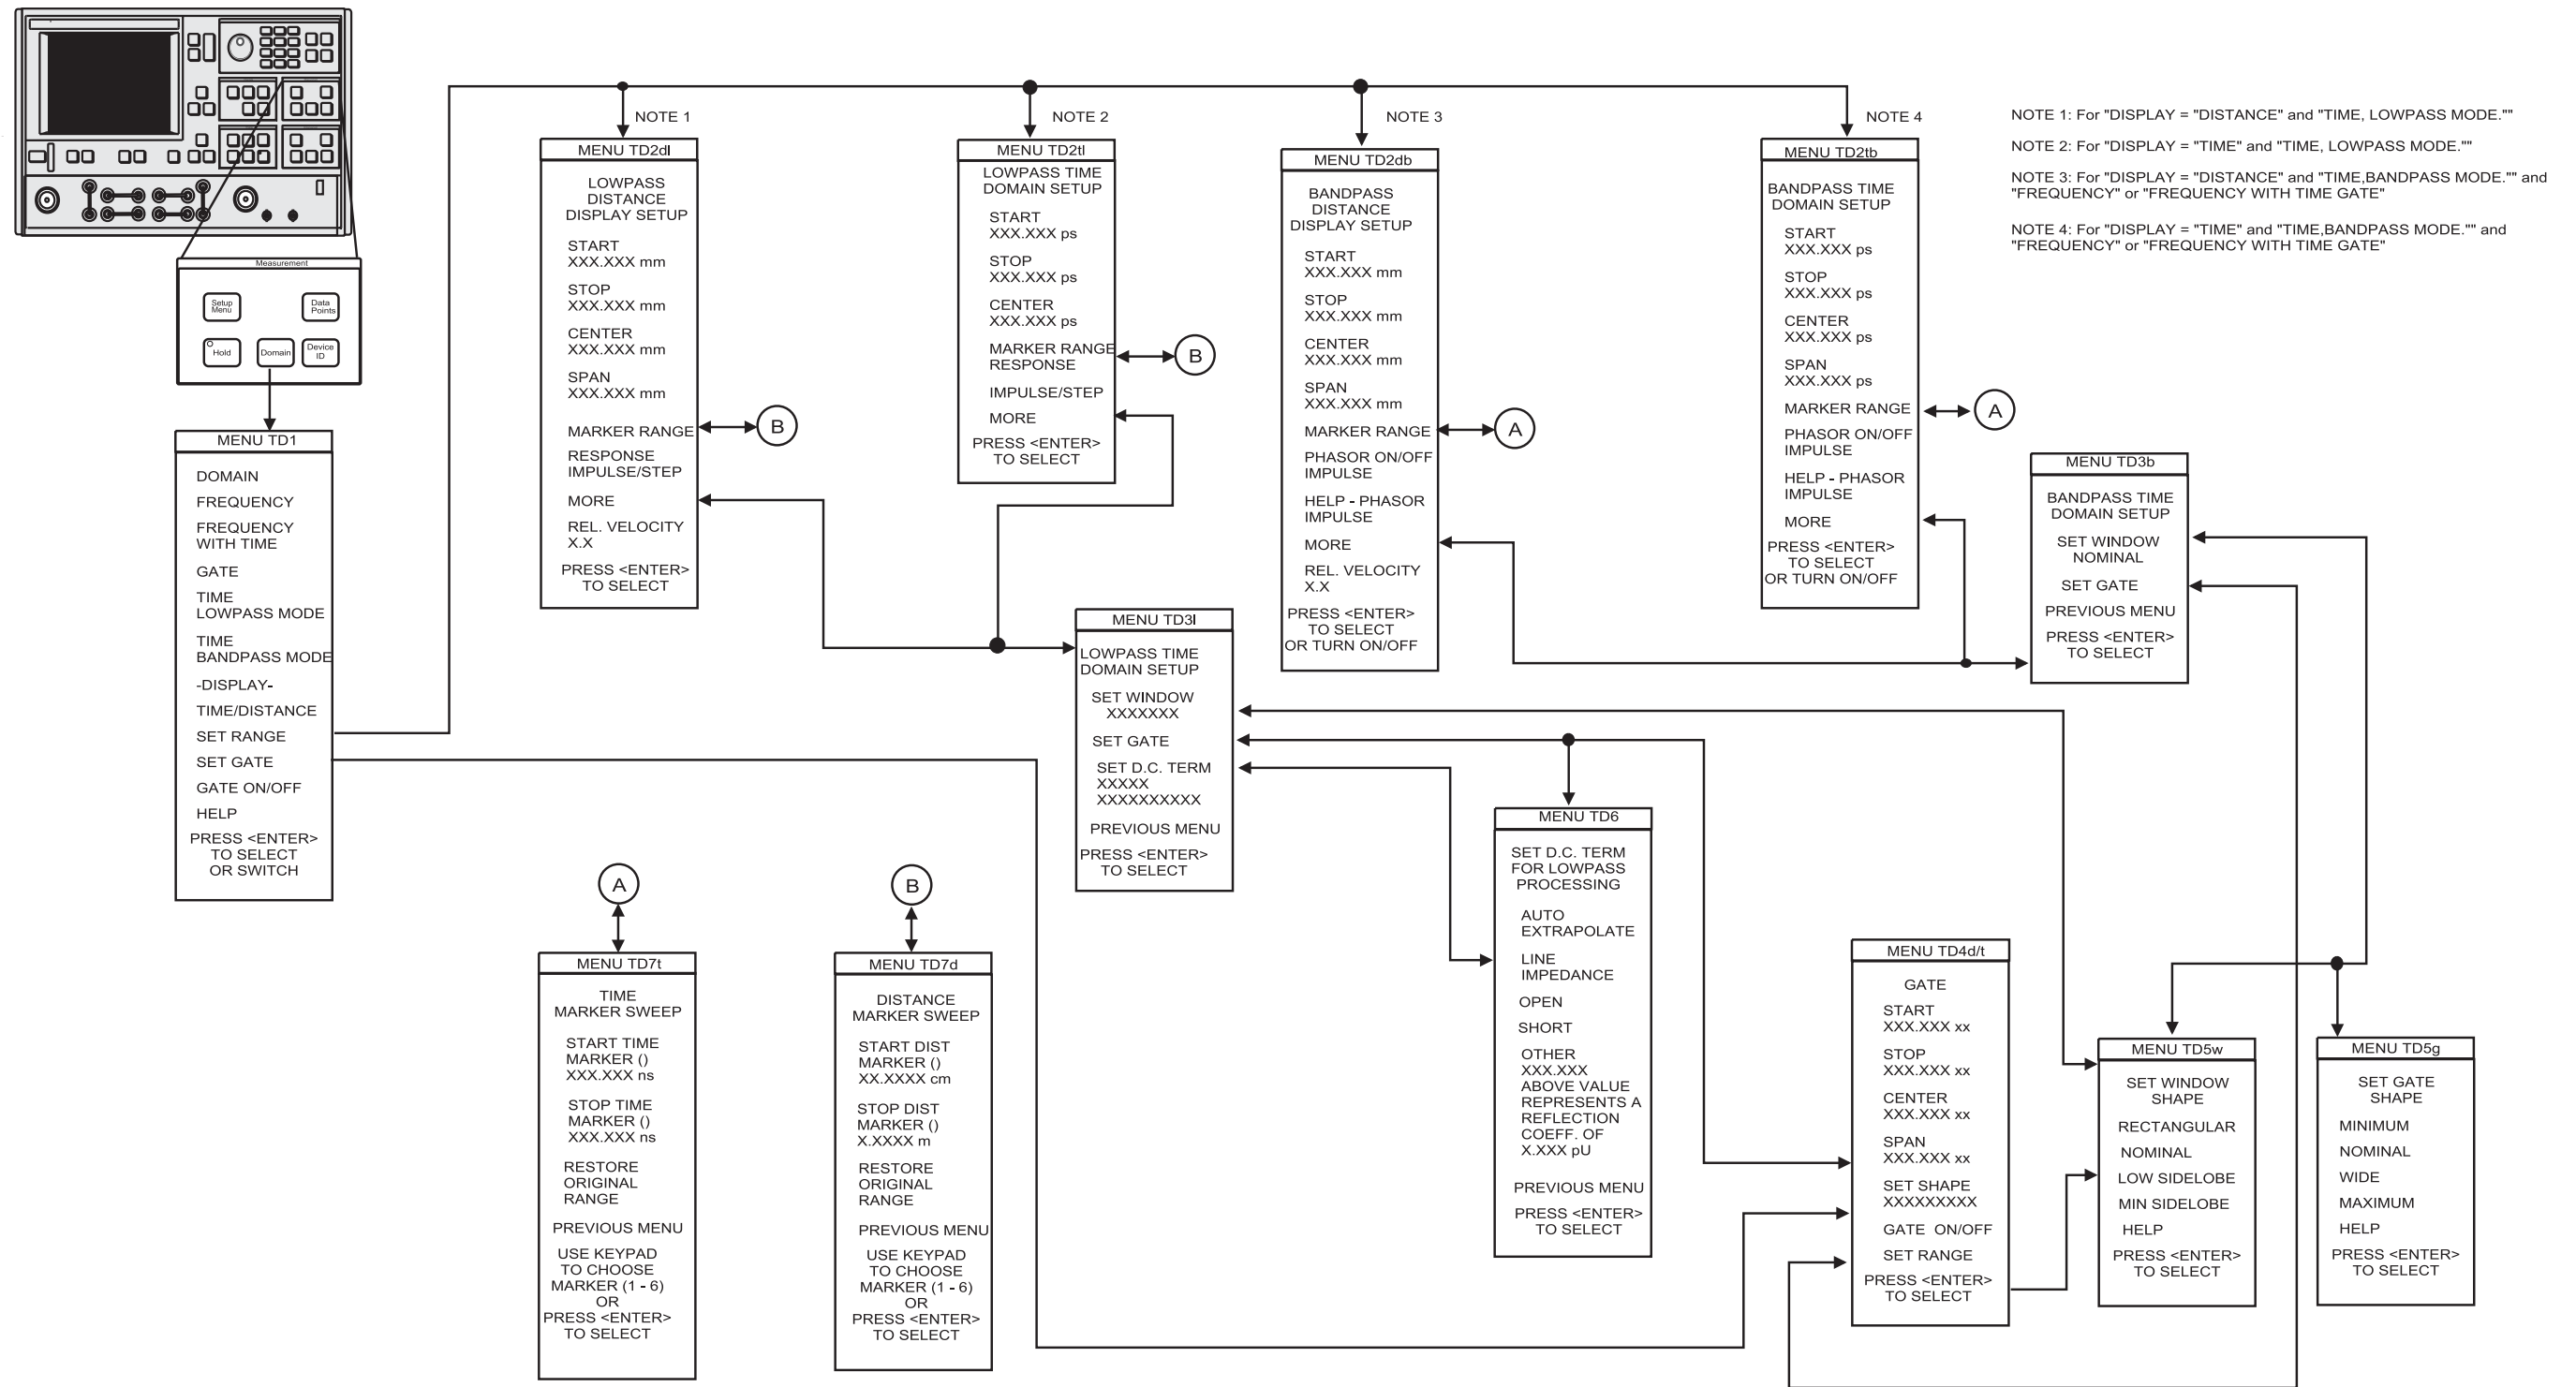 Measurement
Setup
Menu
Data
Points
Hold
Domain
Device
ID
MENU TD1
DOMAIN
FREQUENCY
FREQUENCY
WITH TIME
GATE
TIME
LOWPASS MODE
TIME
BANDPASS MODE
-DISPLAY-
TIME/DISTANCE
SET RANGE
SET GATE
GATE ON/OFF
HELP
PRESS <ENTER>
TO SELECT
OR SWITCH
NOTE 1
MENU TD2dl
LOWPASS
DISTANCE
DISPLAY SETUP
START
XXX.XXX mm
STOP
XXX.XXX mm
CENTER
XXX.XXX mm
SPAN
XXX.XXX mm
MARKER RANGE
B
RESPONSE
IMPULSE/STEP
MORE
REL. VELOCITY
X.X
PRESS <ENTER>
TO SELECT
NOTE 2
MENU TD2tl
LOWPASS TIME
DOMAIN SETUP
START
XXX.XXX ps
STOP
XXX.XXX ps
CENTER
XXX.XXX ps
MARKER RANGE
RESPONSE
B
IMPULSE/STEP
MORE
PRESS <ENTER>
TO SELECT
NOTE 3
MENU TD2db
BANDPASS
DISTANCE
DISPLAY SETUP
START
XXX.XXX mm
STOP
XXX.XXX mm
CENTER
XXX.XXX mm
SPAN
XXX.XXX mm
MARKER RANGE
A
PHASOR ON/OFF
IMPULSE
HELP - PHASOR
IMPULSE
MORE
REL. VELOCITY
X.X
PRESS <ENTER>
TO SELECT
OR TURN ON/OFF
NOTE 4
MENU TD2tb
BANDPASS TIME
DOMAIN SETUP
START
XXX.XXX ps
STOP
XXX.XXX ps
CENTER
XXX.XXX ps
SPAN
XXX.XXX ps
MARKER RANGE
A
PHASOR ON/OFF
IMPULSE
HELP - PHASOR
IMPULSE
MORE
PRESS <ENTER>
TO SELECT
OR TURN ON/OFF
NOTE 1: For "DISPLAY = "DISTANCE" and "TIME, LOWPASS MODE.""
NOTE 2: For "DISPLAY = "TIME" and "TIME, LOWPASS MODE.""
NOTE 3: For "DISPLAY = "DISTANCE" and "TIME,BANDPASS MODE."" and
"FREQUENCY" or "FREQUENCY WITH TIME GATE"
NOTE 4: For "DISPLAY = "TIME" and "TIME,BANDPASS MODE."" and
"FREQUENCY" or "FREQUENCY WITH TIME GATE"
MENU TD3b
BANDPASS TIME
DOMAIN SETUP
SET WINDOW
NOMINAL
SET GATE
PREVIOUS MENU
PRESS <ENTER>
TO SELECT
MENU TD3l
LOWPASS TIME
DOMAIN SETUP
SET WINDOW
XXXXXXX
SET GATE
SET D.C. TERM
XXXXX
XXXXXXXXXX
PREVIOUS MENU
PRESS <ENTER>
TO SELECT
A
MENU TD7t
TIME
MARKER SWEEP
START TIME
MARKER ()
XXX.XXX ns
STOP TIME
MARKER ()
XXX.XXX ns
RESTORE
ORIGINAL
RANGE
PREVIOUS MENU
USE KEYPAD
TO CHOOSE
MARKER (1 - 6)
OR
PRESS <ENTER>
TO SELECT
B
MENU TD7d
DISTANCE
MARKER SWEEP
START DIST
MARKER ()
XX.XXXX cm
STOP DIST
MARKER ()
X.XXXX m
RESTORE
ORIGINAL
RANGE
PREVIOUS MENU
USE KEYPAD
TO CHOOSE
MARKER (1 - 6)
OR
PRESS <ENTER>
TO SELECT
MENU TD6
SET D.C. TERM
FOR LOWPASS
PROCESSING
AUTO
EXTRAPOLATE
LINE
IMPEDANCE
OPEN
SHORT
OTHER
XXX.XXX
ABOVE VALUE
REPRESENTS A
REFLECTION
COEFF. OF
X.XXX pU
PREVIOUS MENU
PRESS <ENTER>
TO SELECT
MENU TD4d/t
GATE
START
XXX.XXX xx
STOP
XXX.XXX xx
CENTER
XXX.XXX xx
SPAN
XXX.XXX xx
SET SHAPE
XXXXXXXXX
GATE ON/OFF
SET RANGE
PRESS <ENTER>
TO SELECT
MENU TD5w
SET WINDOW
SHAPE
RECTANGULAR
NOMINAL
LOW SIDELOBE
MIN SIDELOBE
HELP
PRESS <ENTER>
TO SELECT
MENU TD5g
SET GATE
SHAPE
MINIMUM
NOMINAL
WIDE
MAXIMUM
HELP
PRESS <ENTER>
TO SELECT